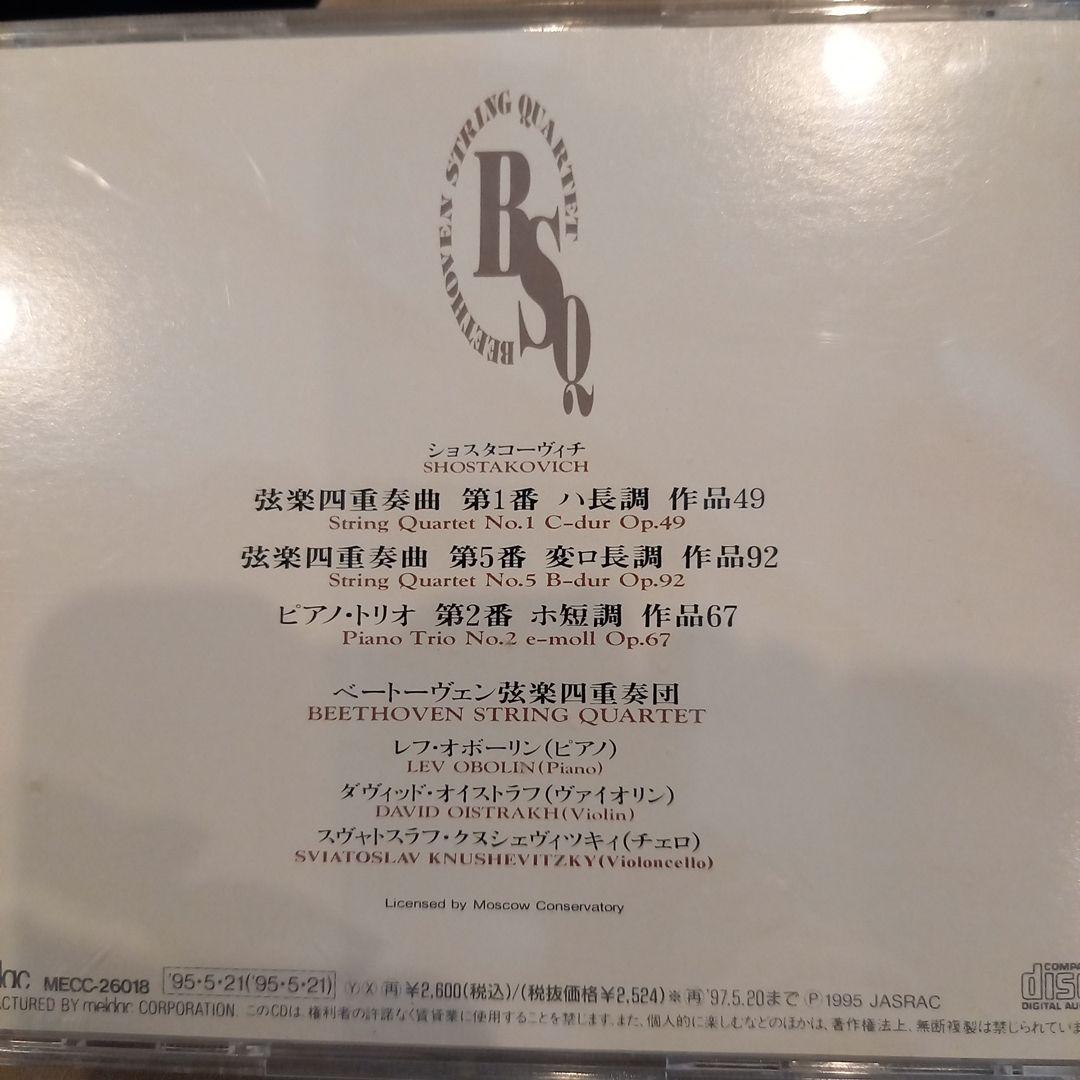 BEETHOVEN STRING QUARTET
BSQ
ショスタコーヴィチ
SHOSTAKOVICH
弦楽四重奏曲 第1番 ハ長調 作品49
String Quartet No.1 C-dur Op.49
弦楽四重奏曲 第5番 変ロ長調 作品92
String Quartet No.5 B-dur Op.92
ピアノ・トリオ 第2番 ホ短調 作品67
Piano Trio No.2 e-moll Op.67
ベートーヴェン弦楽四重奏団
BEETHOVEN STRING QUARTET
レフ・オボーリン(ピアノ)
LEV OBOLIN(Piano)
ダヴィッド・オイストラフ(ヴァイオリン)
DAVID OISTRAKH(Violin)
スヴャトスラフ・クヌシェヴィツキィ(チェロ)
SVIATOSLAV KNUSHEVITZKY(Violoncello)
Licensed by Moscow Conservatory
MECC-26018 '95・5・21('95・5・21) Ⓨ Ⓧ ㊞ ¥2,600(税込)/(税抜価格¥2,524)※再'97.5.20まで Ⓟ 1995 JASRAC
BY meldac CORPORATION. このCDは、権利者の許諾なく賃貸業に使用することを禁じます。また、個人的に楽しむなどのほかは、著作権法上、無断複製は禁じられていま
COMPA
disc
DIGITAL AU